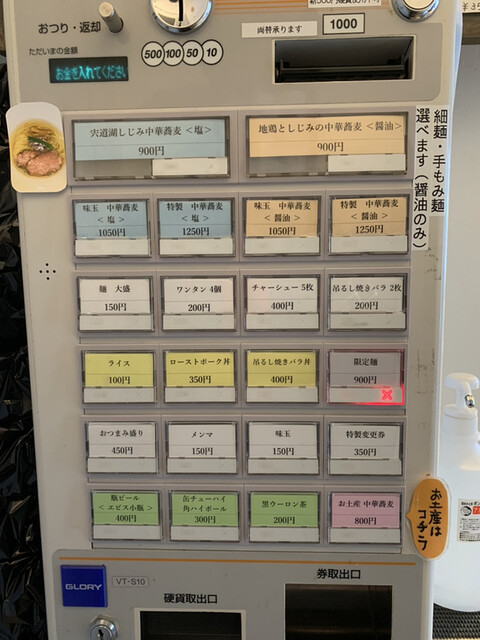 おつり・返却
ただいまの金額
お金を入れてください
500 100 50 10
両替承ります
1000
宍道湖しじみ中華蕎麦 <塩>
900円
地鶏としじみの中華蕎麦 <醤油>
900円
細麺・手もみ麺
選べます(醤油のみ)
味玉 中華蕎麦
<塩>
1050円
特製 中華蕎麦
<塩>
1250円
味玉 中華蕎麦
<醤油>
1050円
特製 中華蕎麦
<醤油>
1250円
麺 大盛
150円
ワンタン 4個
200円
チャーシュー 5枚
400円
吊るし焼きバラ 2枚
200円
ライス
100円
ローストポーク丼
350円
吊るし焼きバラ丼
400円
限定麺
900円
おつまみ盛り
450円
メンマ
150円
味玉
150円
特製変更券
350円
瓶ビール
<ヱビス小瓶>
400円
缶チューハイ
角ハイボール
300円
黒ウーロン茶
200円
お土産 中華蕎麦
800円
お土産は
コチラ
GLORY
VT-S10
硬貨取出口
券取出口